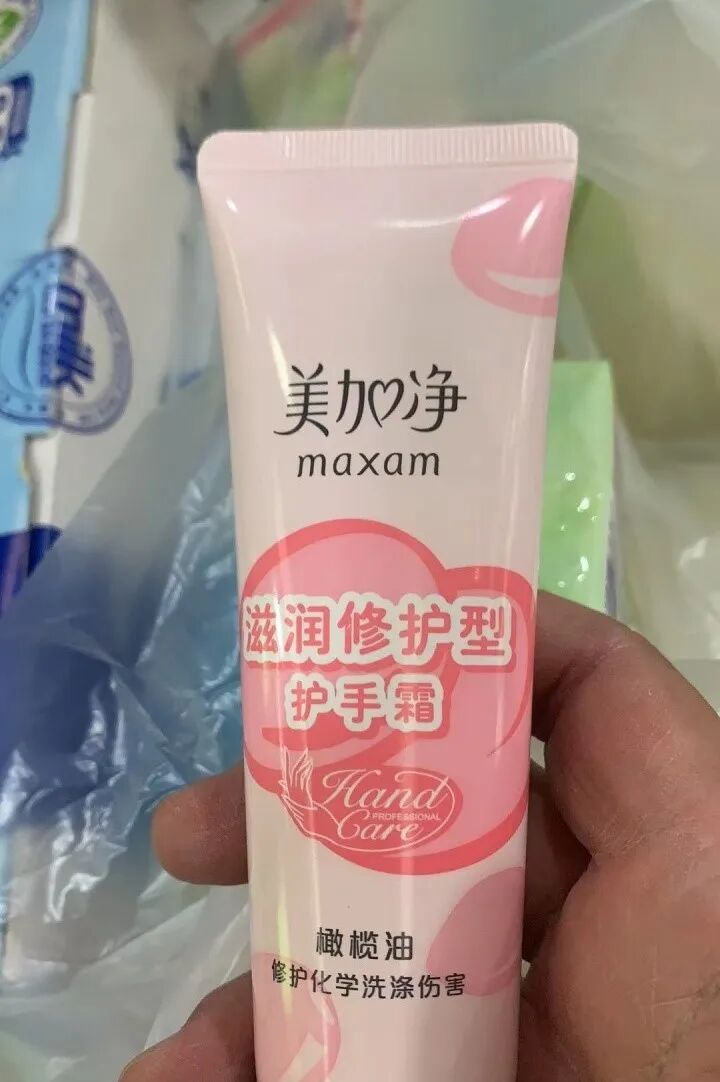 美加净
maxam
滋润修护型
护手霜
Hand
PROFESSIONAL
Care
橄榄油
修护化学洗涤伤害